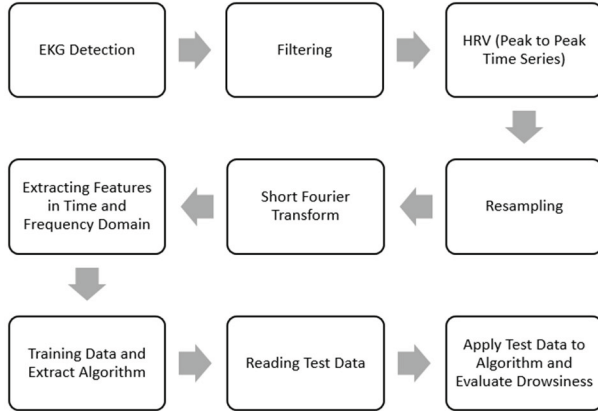 EKG Detection
Filtering
HRV (Peak to Peak
Time Series)
Resampling
Short Fourier
Transform
Extracting Features
in Time and
Frequency Domain
Training Data and
Extract Algorithm
Reading Test Data
Apply Test Data to
Algorithm and
Evaluate Drowsiness